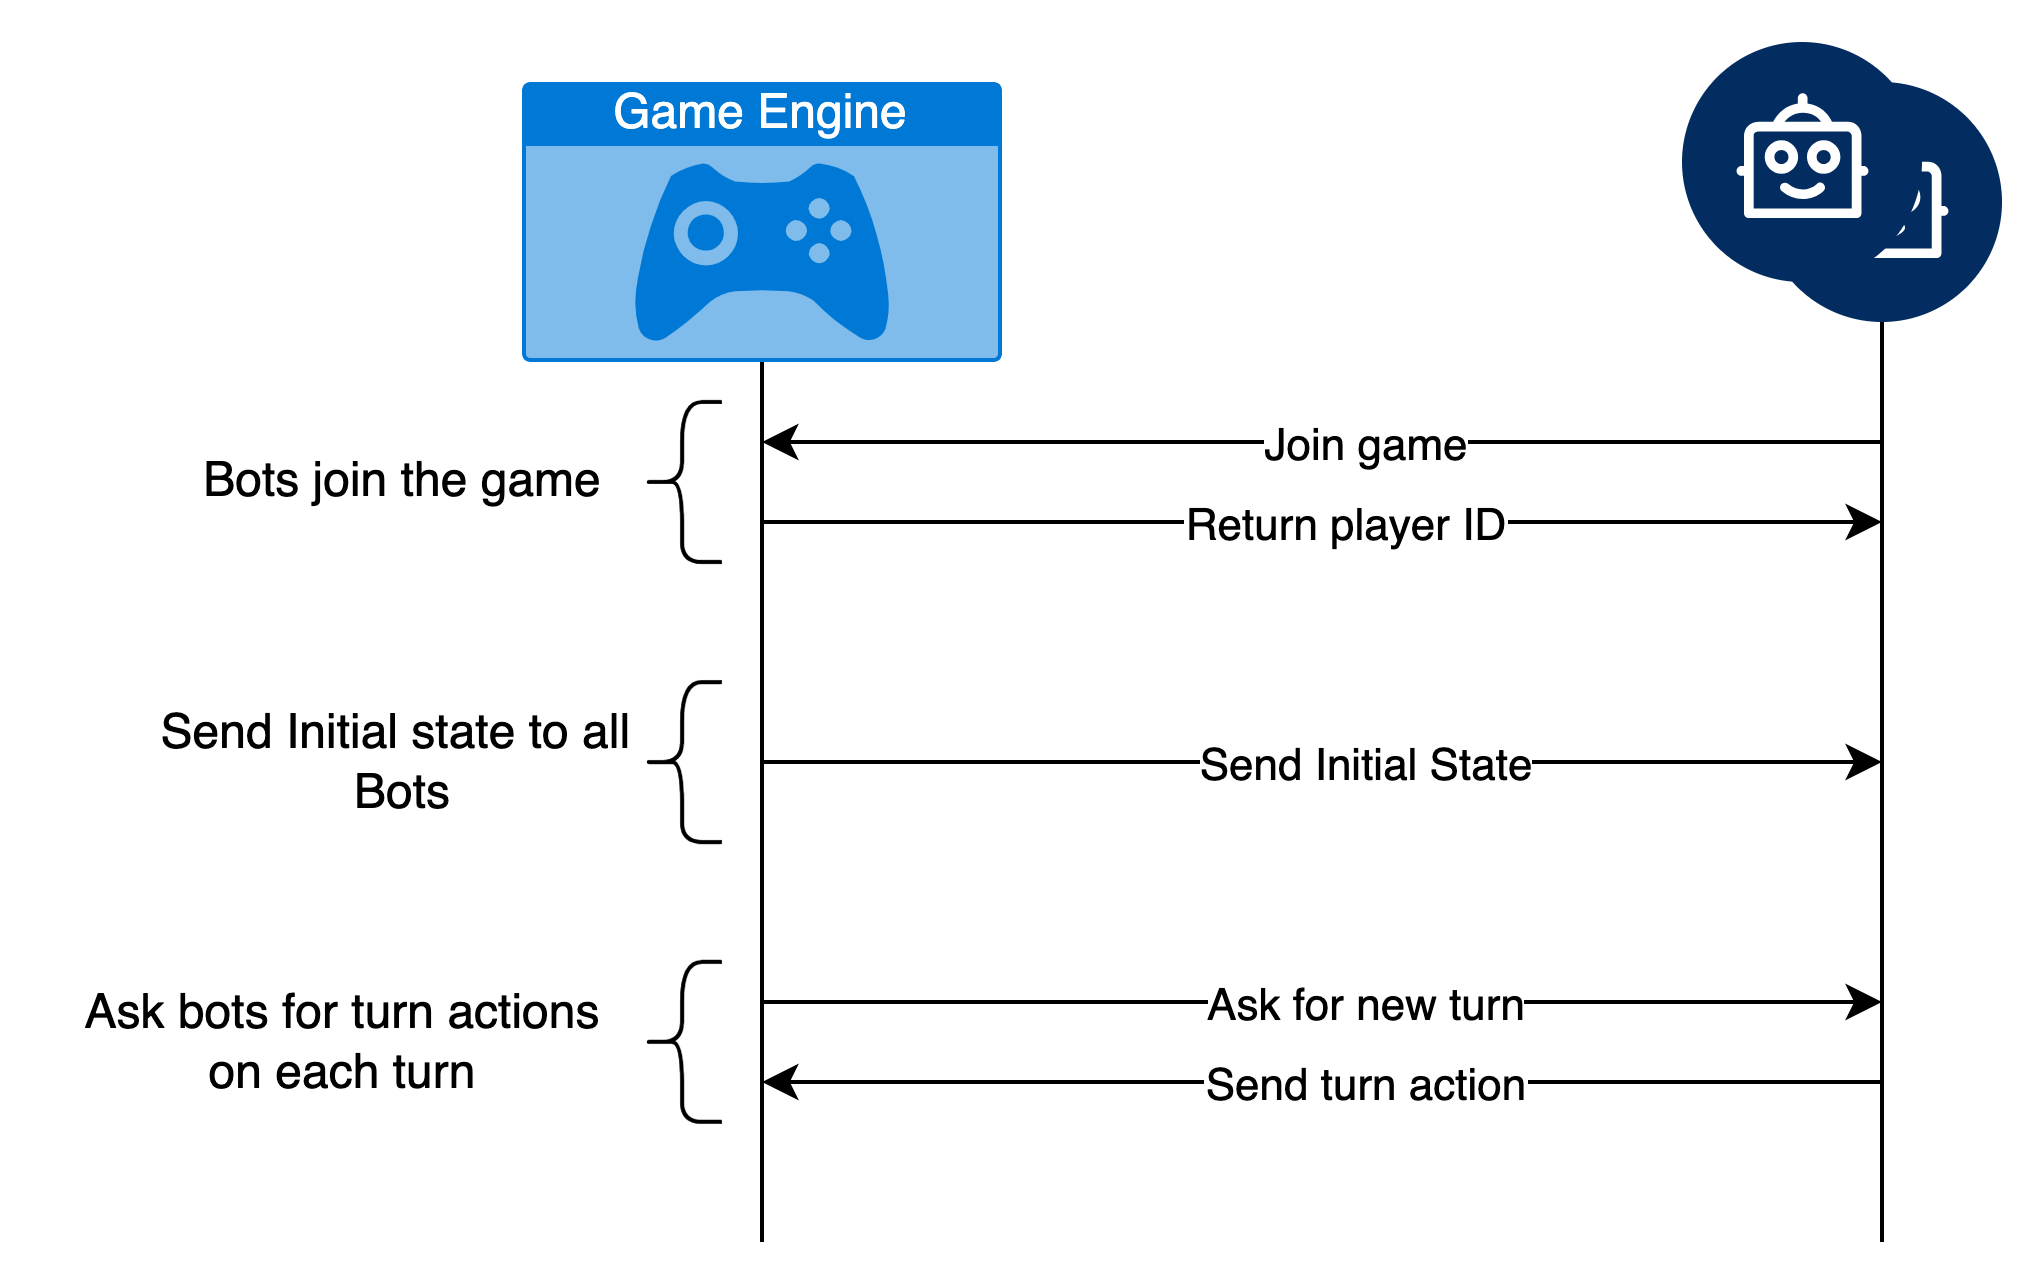 Game Engine
Bots join the game
Join game
Return player ID
Send Initial state to all
Bots
Send Initial State
Ask bots for turn actions
on each turn
Ask for new turn
Send turn action